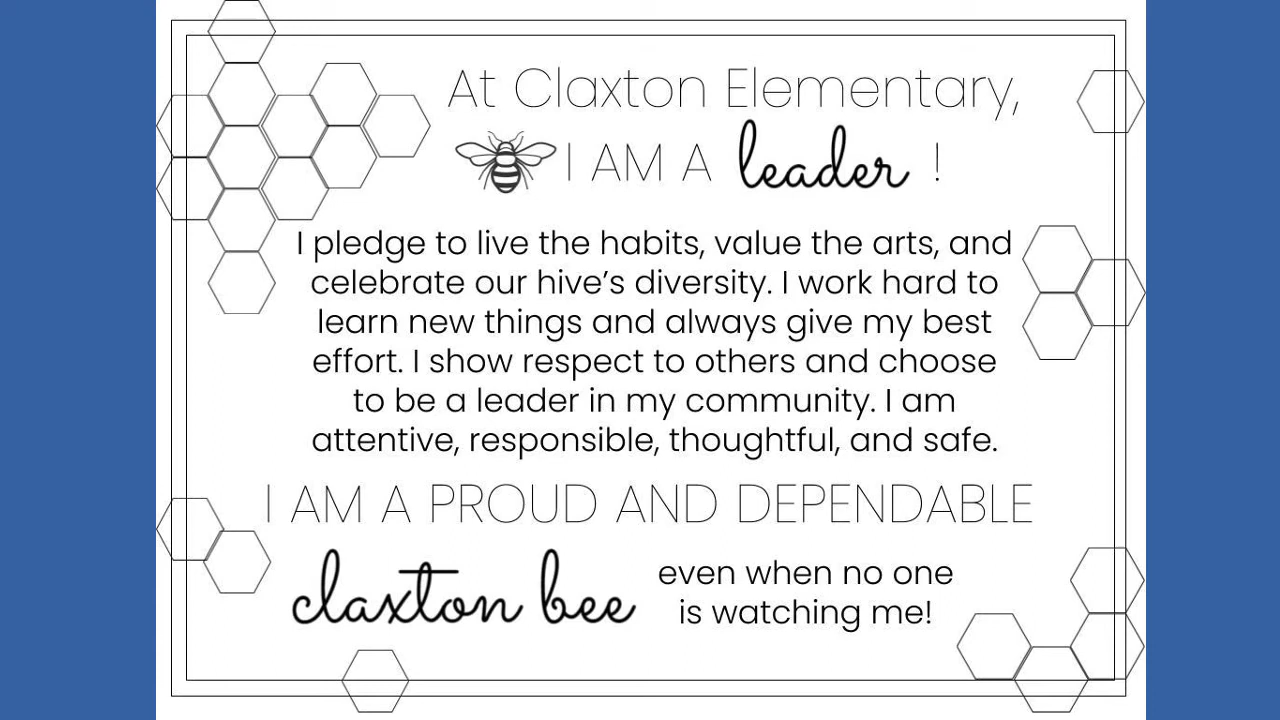 At Claxton Elementary,
I AM A leader !
I pledge to live the habits, value the arts, and
celebrate our hive’s diversity. I work hard to
learn new things and always give my best
effort. I show respect to others and choose
to be a leader in my community. I am
attentive, responsible, thoughtful, and safe.
I AM A PROUD AND DEPENDABLE
claxton bee
even when no one
is watching me!